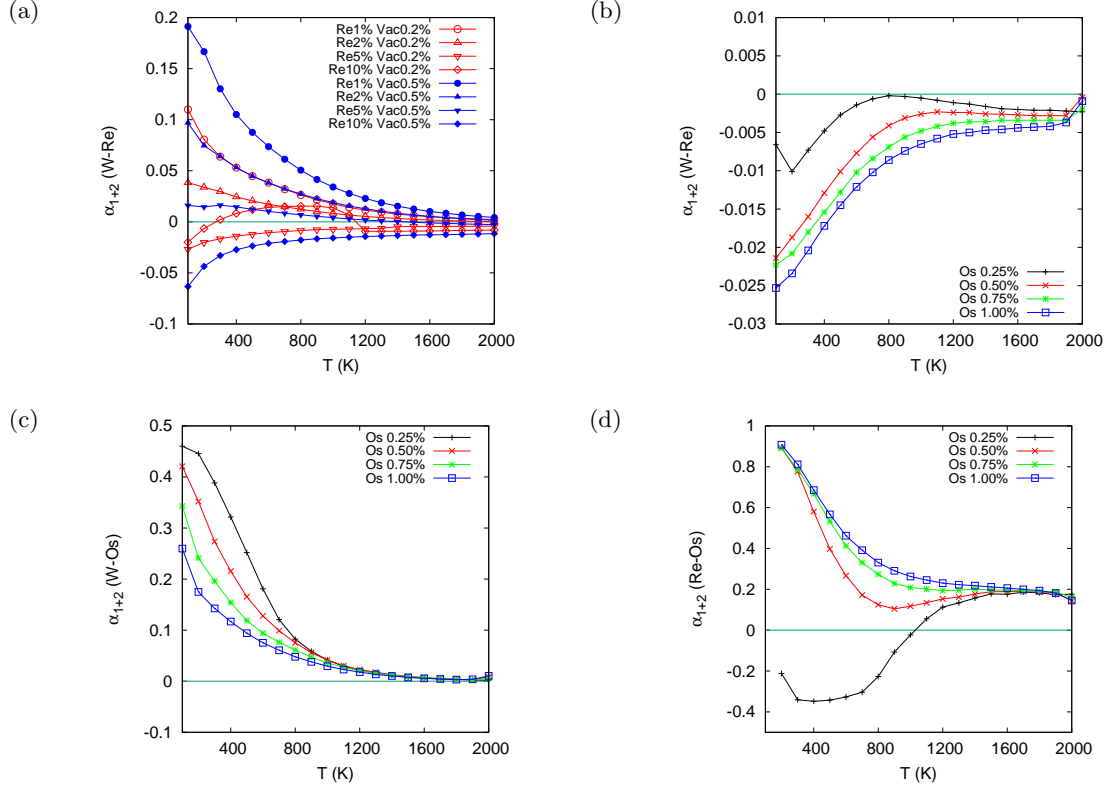 (a)
0.2
0.15
0.1
0.05
0
-0.05
-0.1
400 800 1200 1600 2000
T (K)
α1+2 (W-Re)
Re1% Vac0.2%
Re2% Vac0.2%
Re5% Vac0.2%
Re10% Vac0.2%
Re1% Vac0.5%
Re2% Vac0.5%
Re5% Vac0.5%
Re10% Vac0.5%
(b)
0.01
0.005
0
-0.005
-0.01
-0.015
-0.02
-0.025
-0.03
400 800 1200 1600 2000
T (K)
α1+2 (W-Re)
Os 0.25%
Os 0.50%
Os 0.75%
Os 1.00%
(c)
0.5
0.4
0.3
0.2
0.1
0
-0.1
400 800 1200 1600 2000
T (K)
α1+2 (W-Os)
Os 0.25%
Os 0.50%
Os 0.75%
Os 1.00%
(d)
1
0.8
0.6
0.4
0.2
0
-0.2
-0.4
400 800 1200 1600 2000
T (K)
α1+2 (Re-Os)
Os 0.25%
Os 0.50%
Os 0.75%
Os 1.00%